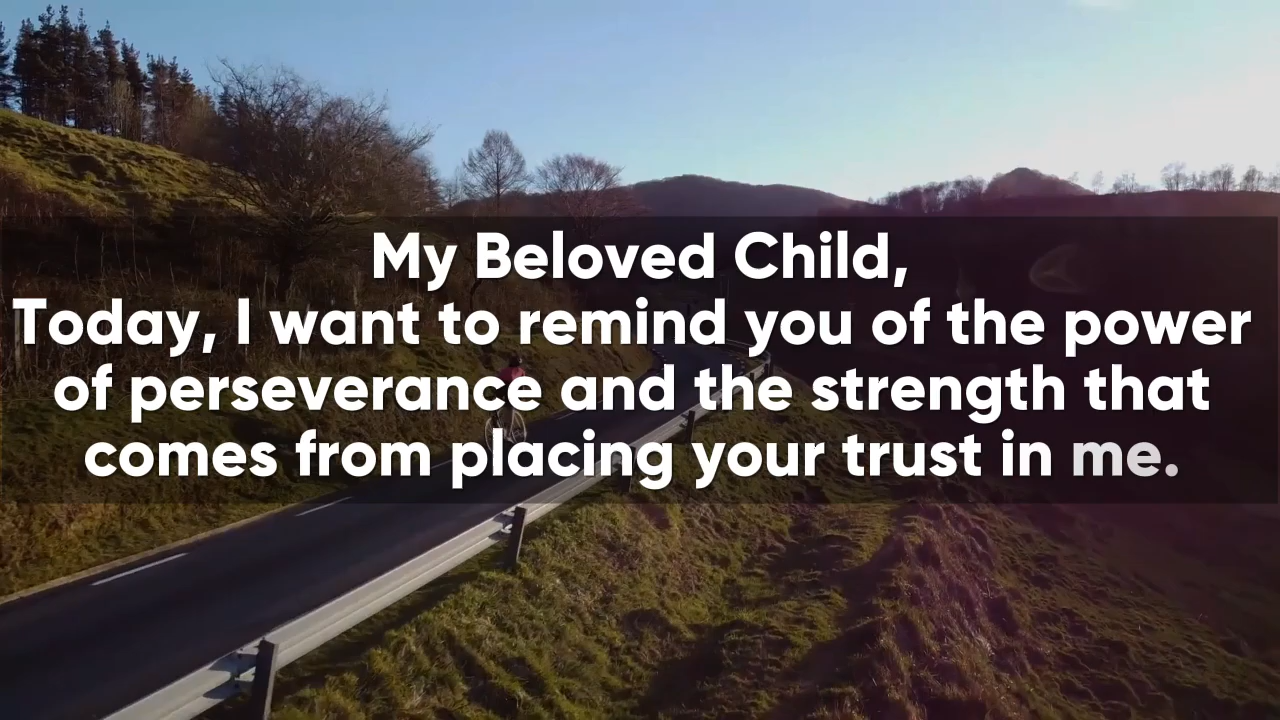 My Beloved Child,
Today, I want to remind you of the power
of perseverance and the strength that
comes from placing your trust in me.